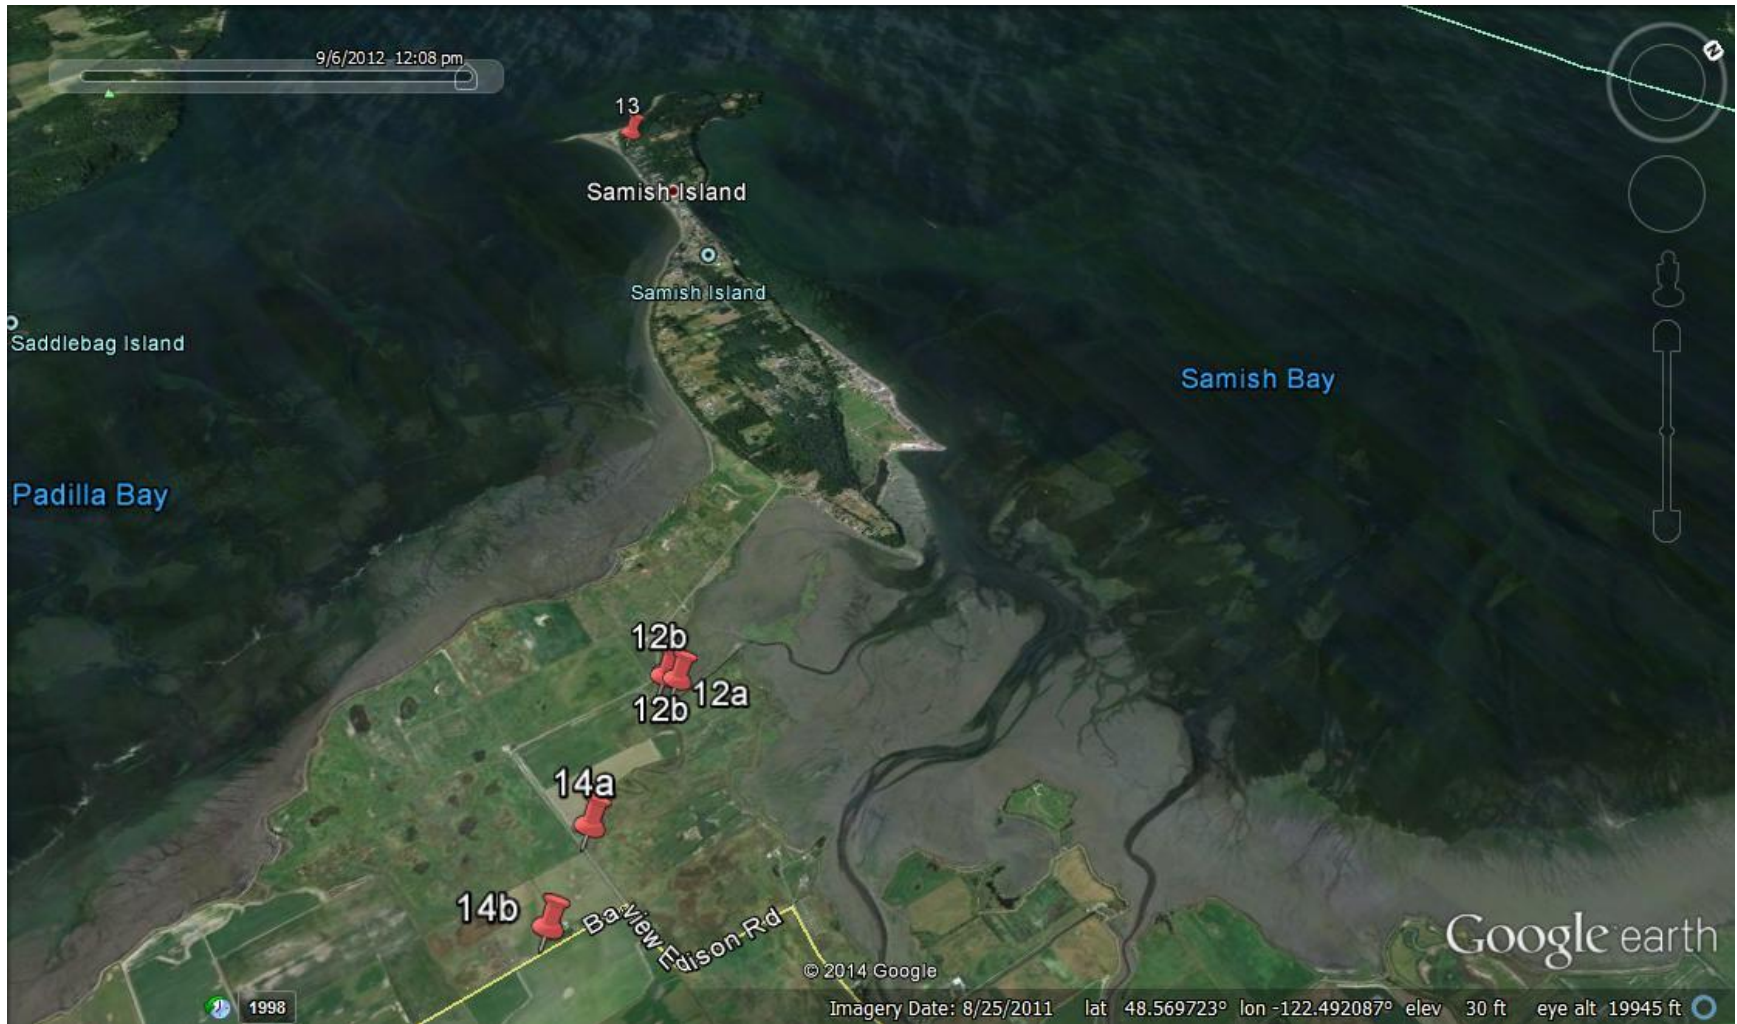 9/6/2012 12:08 pm
N
13
Samish Island
Samish Island
Saddlebag Island
Samish Bay
Padilla Bay
12b
12a
12b
14a
14b
Bayview Edison Rd
Google earth
© 2014 Google
1998
Imagery Date: 8/25/2011 lat 48.569723° lon -122.492087° elev 30 ft eye alt 19945 ft